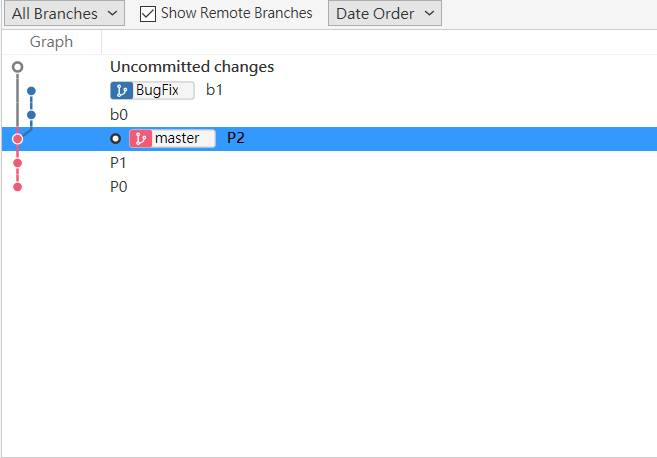 All Branches Show Remote Branches Date Order
Graph
Uncommitted changes
BugFix b1
b0
master P2
P1
P0